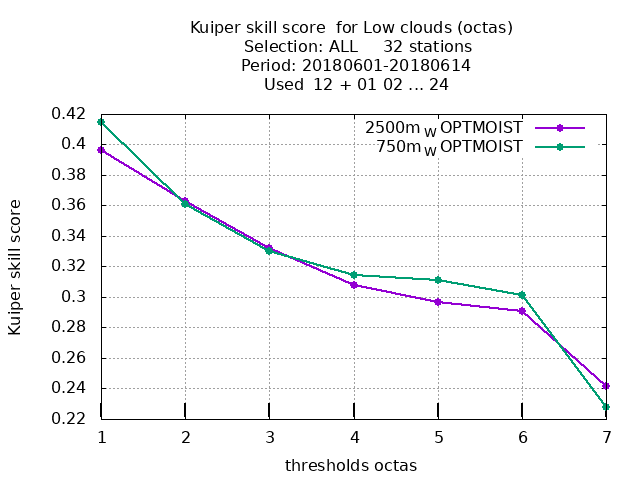 Kuiper skill score  for Low clouds (octas)
Selection: ALL     32 stations
Period: 20180601-20180614
Used  12 + 01 02 ... 24
2500m W OPTMOIST
750m W OPTMOIST
0.42
0.4
0.38
0.36
0.34
0.32
0.3
0.28
0.26
0.24
0.22
Kuiper skill score
1 2 3 4 5 6 7
thresholds octas